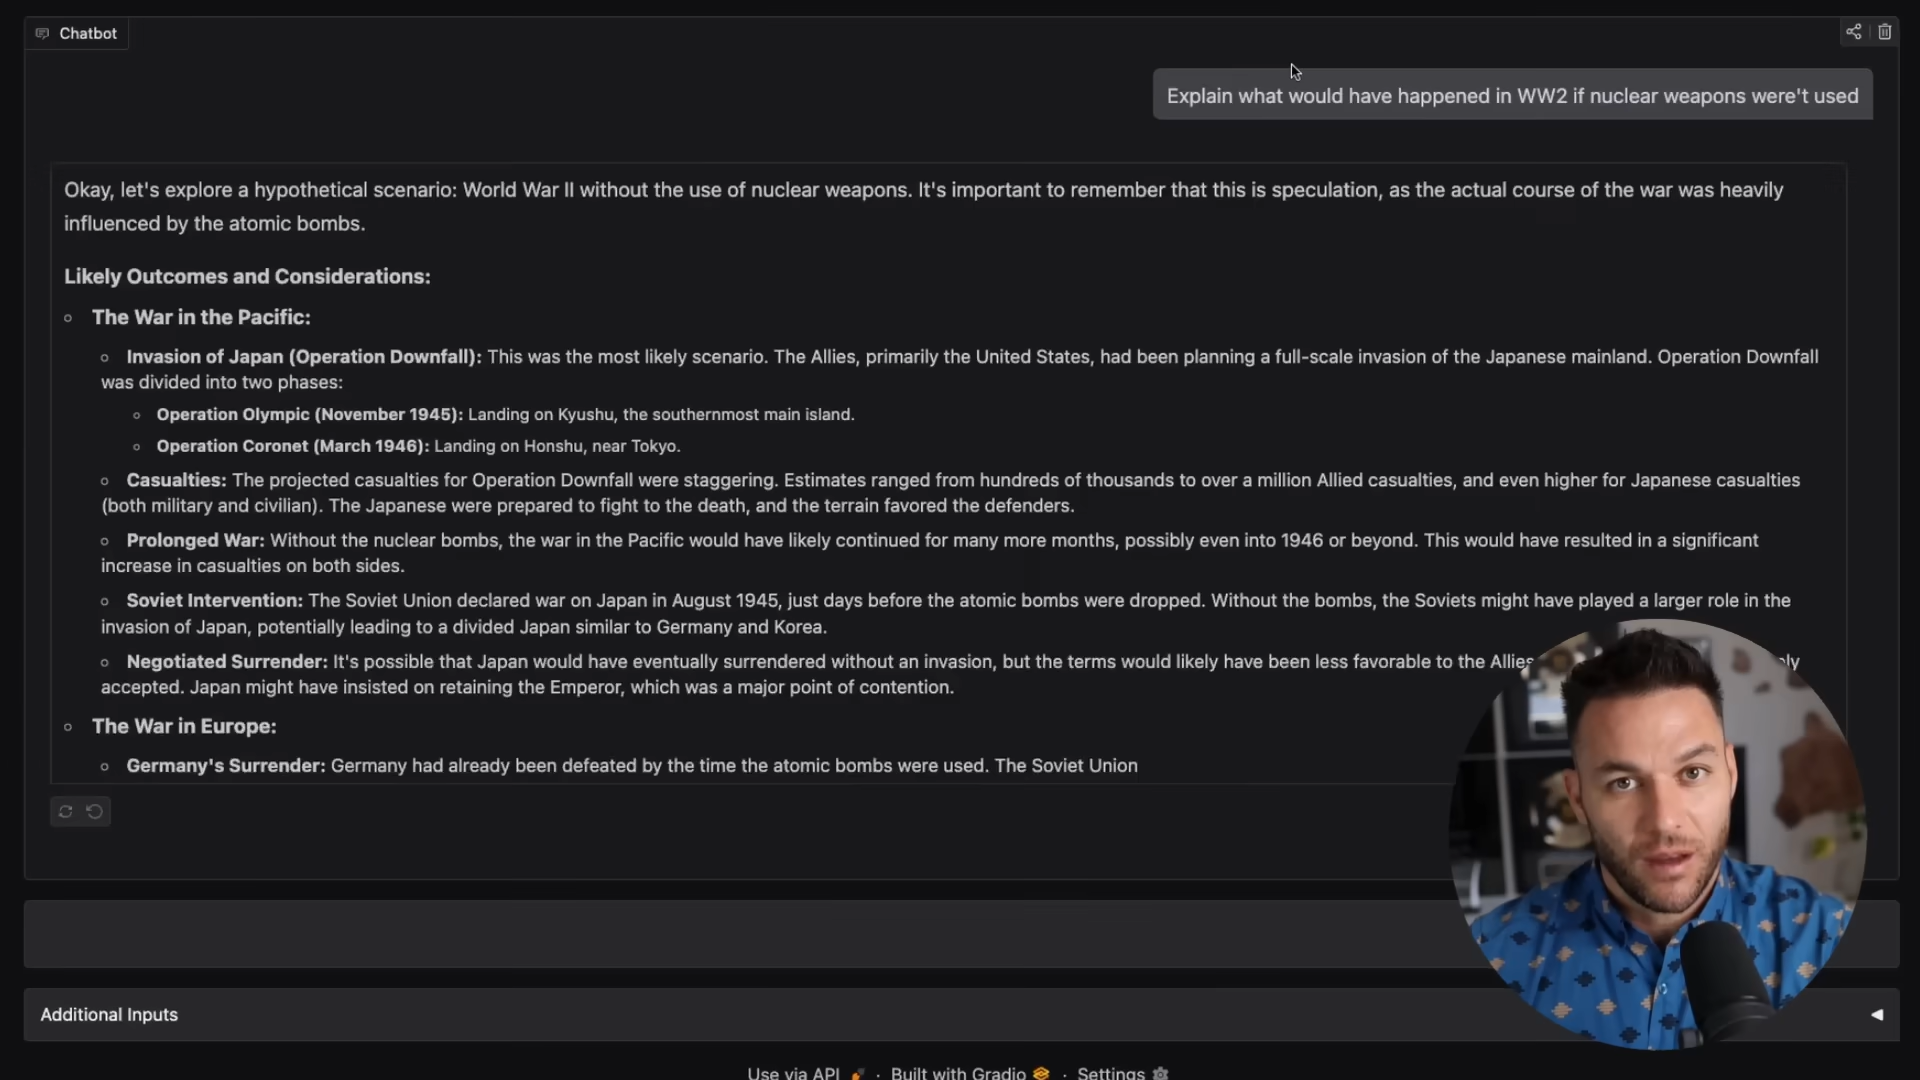 Chatbot
Explain what would have happened in WW2 if nuclear weapons were't used
Okay, let's explore a hypothetical scenario: World War II without the use of nuclear weapons. It's important to remember that this is speculation, as the actual course of the war was heavily
influenced by the atomic bombs.
Likely Outcomes and Considerations:
The War in the Pacific:
Invasion of Japan (Operation Downfall): This was the most likely scenario. The Allies, primarily the United States, had been planning a full-scale invasion of the Japanese mainland. Operation Downfall
was divided into two phases:
Operation Olympic (November 1945): Landing on Kyushu, the southernmost main island.
Operation Coronet (March 1946): Landing on Honshu, near Tokyo.
Casualties: The projected casualties for Operation Downfall were staggering. Estimates ranged from hundreds of thousands to over a million Allied casualties, and even higher for Japanese casualties
(both military and civilian). The Japanese were prepared to fight to the death, and the terrain favored the defenders.
Prolonged War: Without the nuclear bombs, the war in the Pacific would have likely continued for many more months, possibly even into 1946 or beyond. This would have resulted in a significant
increase in casualties on both sides.
Soviet Intervention: The Soviet Union declared war on Japan in August 1945, just days before the atomic bombs were dropped. Without the bombs, the Soviets might have played a larger role in the
invasion of Japan, potentially leading to a divided Japan similar to Germany and Korea.
Negotiated Surrender: It's possible that Japan would have eventually surrendered without an invasion, but the terms would likely have been less favorable to the Allies
accepted. Japan might have insisted on retaining the Emperor, which was a major point of contention.
The War in Europe:
Germany's Surrender: Germany had already been defeated by the time the atomic bombs were used. The Soviet Union
Additional Inputs
Use via API · Built with Gradio · Settings